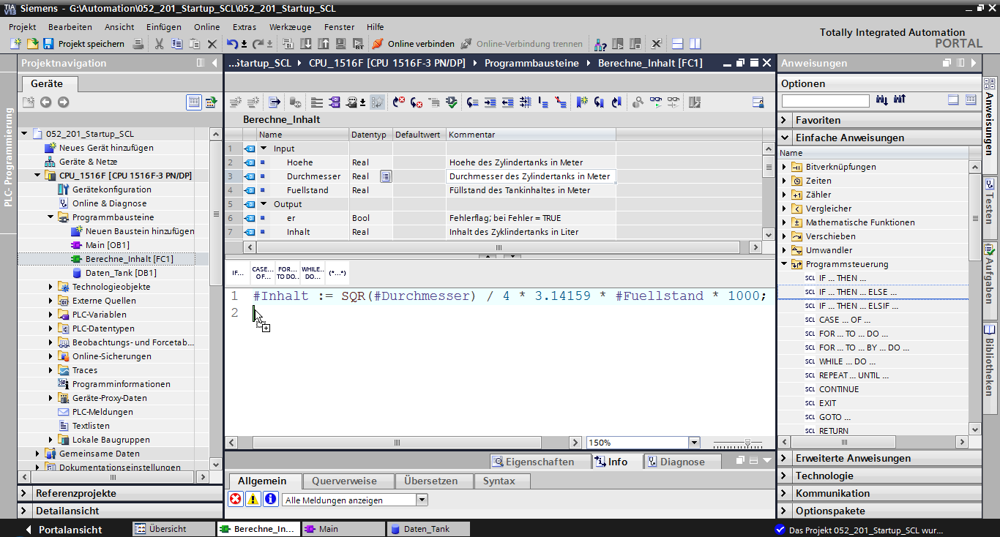 TIA V13 Siemens - G:\Automation\052_201_Startup_SCL\052_201_Startup_SCL
Projekt Bearbeiten Ansicht Einfügen Online Extras Werkzeuge Fenster Hilfe
Projekt speichern Online verbinden Online-Verbindung trennen
Totally Integrated Automation
PORTAL
PLC- Programmierung
Projektnavigation
Geräte
052_201_Startup_SCL
Neues Gerät hinzufügen
Geräte & Netze
CPU_1516F [CPU 1516F-3 PN/DP]
Gerätekonfiguration
Online & Diagnose
Programmbausteine
Neuen Baustein hinzufügen
Main [OB1]
Berechne_Inhalt [FC1]
Daten_Tank [DB1]
Technologieobjekte
Externe Quellen
PLC-Variablen
PLC-Datentypen
Beobachtungs- und Forcetab...
Online-Sicherungen
Traces
Programminformationen
Geräte-Proxy-Daten
PLC-Meldungen
Textlisten
Lokale Baugruppen
Gemeinsame Daten
Dokumentationseinstellungen
Referenzprojekte
Detailansicht
...Startup_SCL CPU_1516F [CPU 1516F-3 PN/DP] Programmbausteine Berechne_Inhalt [FC1]
Berechne_Inhalt
Name Datentyp Defaultwert Kommentar
1 Input
2 Hoehe Real Hoehe des Zylindertanks in Meter
3 Durchmesser Real Durchmesser des Zylindertanks in Meter
4 Fuellstand Real Füllstand des Tankinhaltes in Meter
5 Output
6 er Bool Fehlerflag; bei Fehler = TRUE
7 Inhalt Real Inhalt des Zyklindertanks in Liter
IF... CASE... OF... FOR... TO DO... WHILE.. DO... (*...*)
1 #Inhalt := SQR(#Durchmesser) / 4 * 3.14159 * #Fuellstand * 1000;
2
150%
Eigenschaften Info Diagnose
Allgemein Querverweise Übersetzen Syntax
Alle Meldungen anzeigen
Anweisungen
Optionen
Favoriten
Einfache Anweisungen
Name
Bitverknüpfungen
Zeiten
Zähler
Vergleicher
Mathematische Funktionen
Verschieben
Umwandler
Programmsteuerung
SCL IF ... THEN ...
SCL IF ... THEN ... ELSE ...
SCL IF ... THEN ... ELSIF ...
SCL CASE ... OF ...
SCL FOR ... TO ... DO ...
SCL FOR ... TO ... BY ... DO ...
SCL WHILE ... DO ...
SCL REPEAT ... UNTIL ...
SCL CONTINUE
SCL EXIT
SCL GOTO ...
SCL RETURN
Erweiterte Anweisungen
Technologie
Kommunikation
Optionspakete
Anweisungen
Testen
Aufgaben
Bibliotheken
Portalansicht Übersicht Berechne_In... Main Daten_Tank Das Projekt 052_201_Startup_SCL wur...